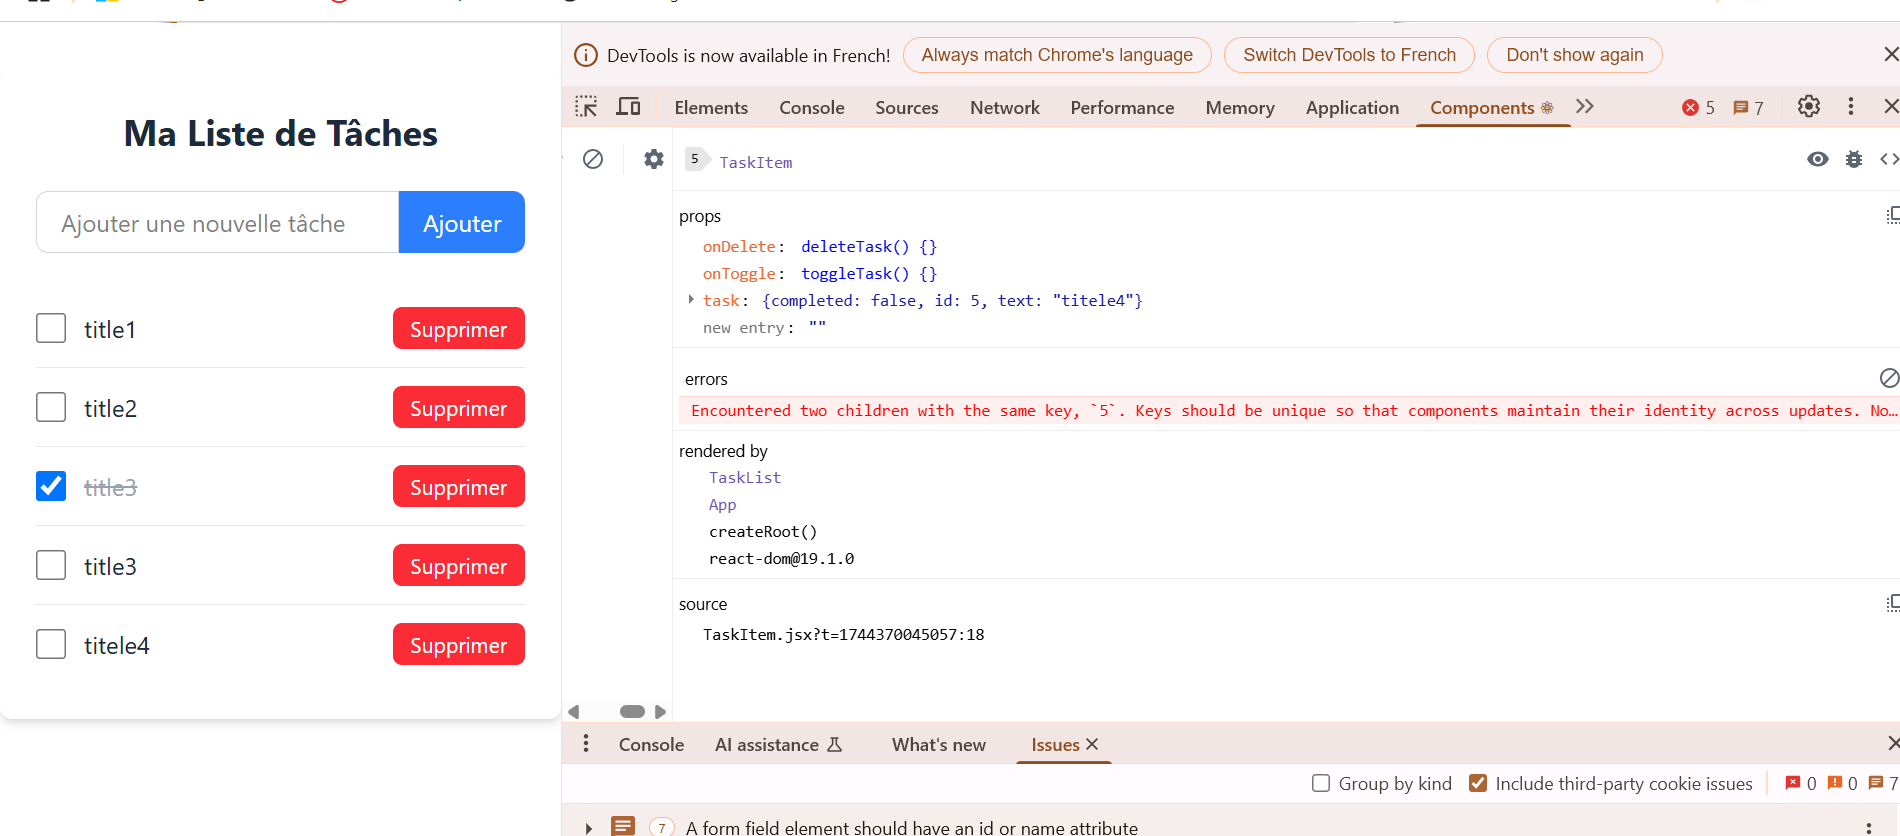 Ma Liste de Tâches
Ajouter une nouvelle tâche
Ajouter
title1
Supprimer
title2
Supprimer
title3
Supprimer
title3
Supprimer
titele4
Supprimer
DevTools is now available in French!
Always match Chrome's language
Switch DevTools to French
Don't show again
Elements
Console
Sources
Network
Performance
Memory
Application
Components
5
7
5
TaskItem
props
onDelete: deleteTask() {}
onToggle: toggleTask() {}
task: {completed: false, id: 5, text: "titele4"}
new entry: ""
errors
Encountered two children with the same key, `5`. Keys should be unique so that components maintain their identity across updates. No…
rendered by
TaskList
App
createRoot()
react-dom@19.1.0
source
TaskItem.jsx?t=1744370045057:18
Console
AI assistance
What's new
Issues
Group by kind
Include third-party cookie issues
0
0
7
7
A form field element should have an id or name attribute